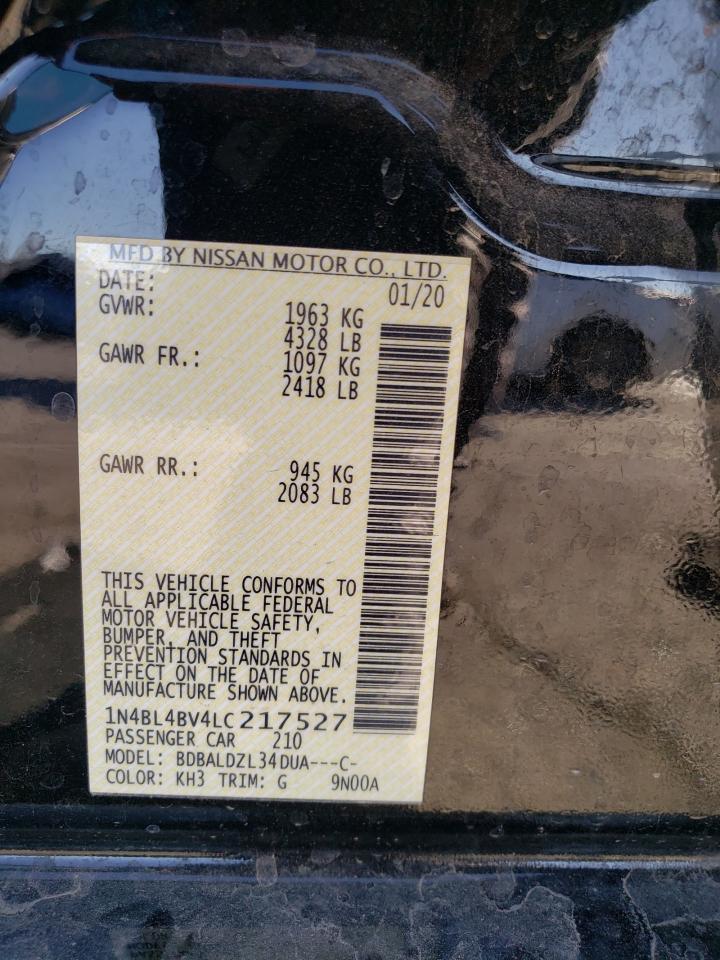 MFD BY NISSAN MOTOR CO., LTD.
DATE: 01/20
GVWR: 1963 KG
4328 LB
GAWR FR.: 1097 KG
2418 LB
GAWR RR.: 945 KG
2083 LB
THIS VEHICLE CONFORMS TO
ALL APPLICABLE FEDERAL
MOTOR VEHICLE SAFETY,
BUMPER, AND THEFT
PREVENTION STANDARDS IN
EFFECT ON THE DATE OF
MANUFACTURE SHOWN ABOVE.
1N4BL4BV4LC217527
PASSENGER CAR 210
MODEL: BDBALDZL34DUA---C-
COLOR: KH3 TRIM: G 9N00A